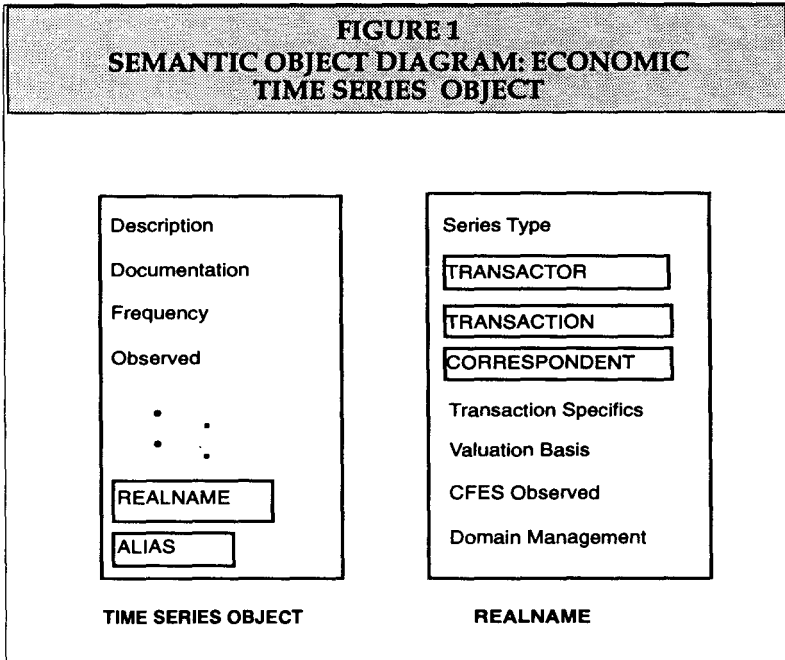 FIGURE 1
SEMANTIC OBJECT DIAGRAM: ECONOMIC
TIME SERIES OBJECT
Description
Documentation
Frequency
Observed
REALNAME
ALIAS
TIME SERIES OBJECT
Series Type
TRANSACTOR
TRANSACTION
CORRESPONDENT
Transaction Specifics
Valuation Basis
CFES Observed
Domain Management
REALNAME